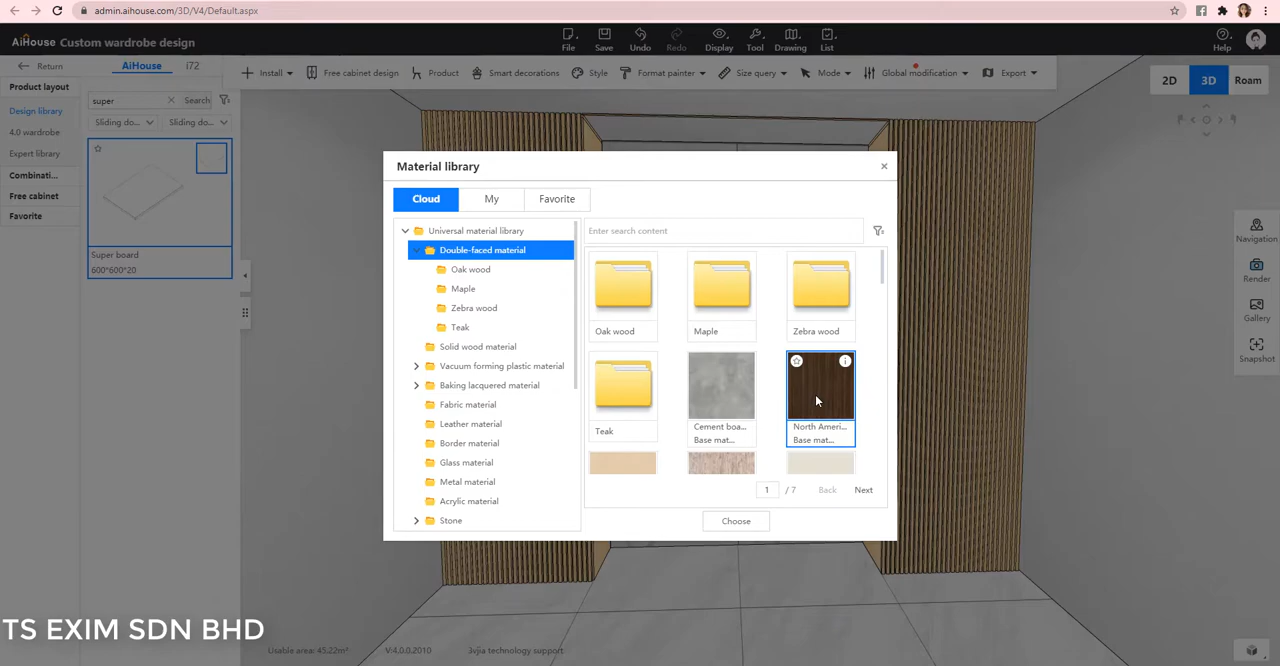 admin.aihouse.com/3D/V4/Default.aspx
AiHouse Custom wardrobe design
File
Save
Undo
Redo
Display
Tool
Drawing
List
Help
Return
AiHouse
i72
Install
Free cabinet design
Product
Smart decorations
Style
Format painter
Size query
Mode
Global modification
Export
2D
3D
Roam
Product layout
Design library
4.0 wardrobe
Expert library
Combinati...
Free cabinet
Favorite
super
Search
Sliding do...
Sliding do...
Super board
600*600*20
Material library
Cloud
My
Favorite
Universal material library
Double-faced material
Oak wood
Maple
Zebra wood
Teak
Solid wood material
Vacuum forming plastic material
Baking lacquered material
Fabric material
Leather material
Border material
Glass material
Metal material
Acrylic material
Stone
Enter search content
Oak wood
Maple
Zebra wood
Teak
Cement boa...
Base mat...
North Ameri...
Base mat...
1 / 7 Back Next
Choose
Navigation
Render
Gallery
Snapshot
TS EXIM SDN BHD
Usable area: 45.22m²
V:4.0.0.2010
3vjia technology support